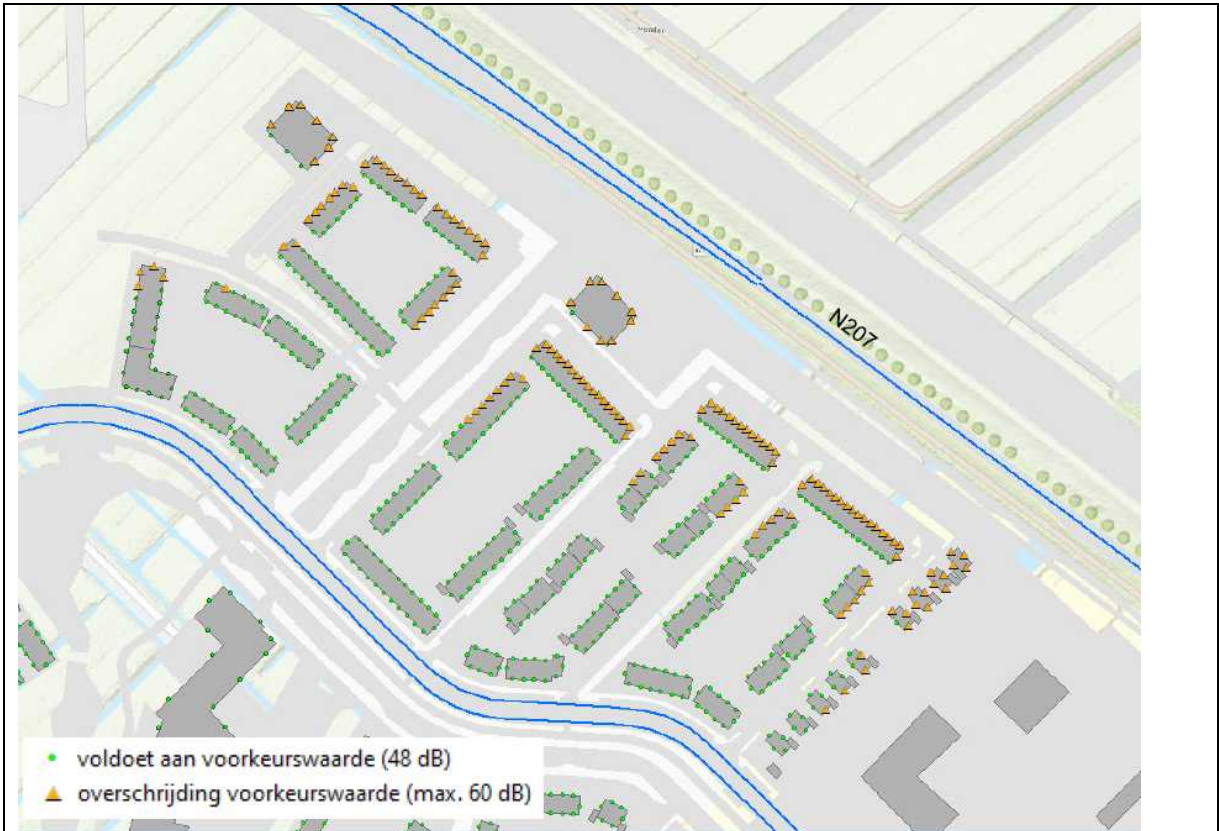 N207
voldoet aan voorkeurswaarde (48 dB)
overschrijding voorkeurswaarde (max. 60 dB)